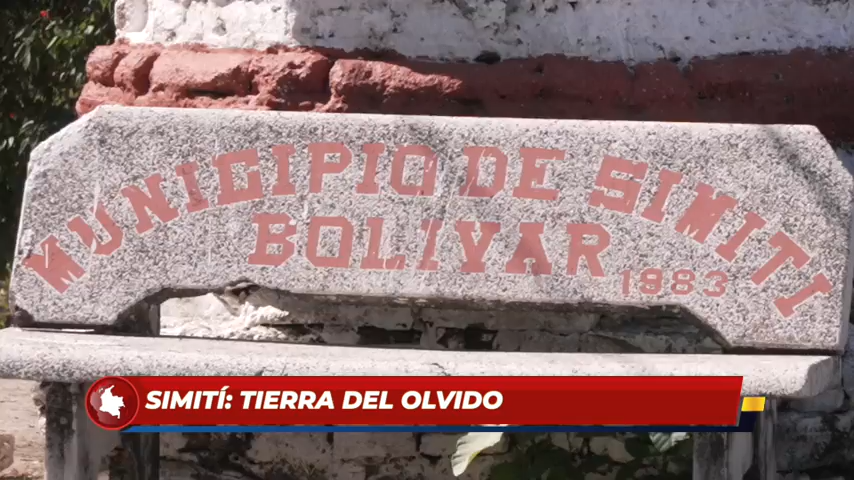 MUNICIPIO DE SIMITI
BOLIVAR
1983
SIMITÍ: TIERRA DEL OLVIDO